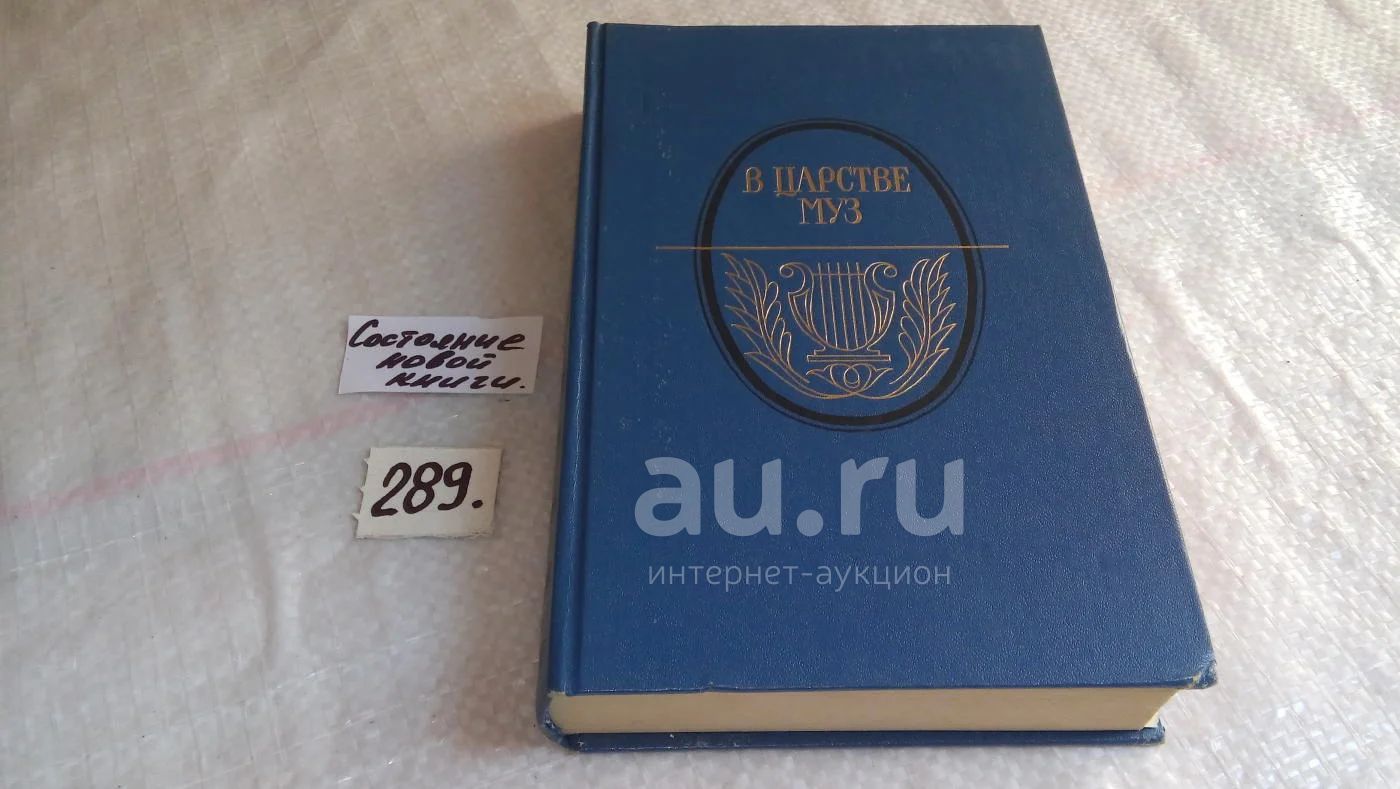 В ЦАРСТВЕ
МУЗ
Состояние
новой
книги.
289.
au.ru
интернет-аукцион